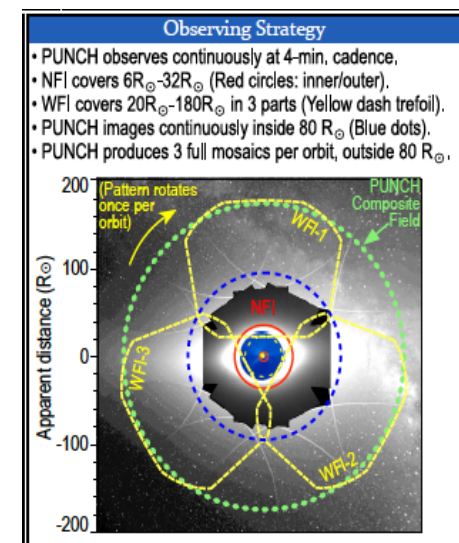 Observing Strategy
• PUNCH observes continuously at 4-min. cadence.
• NFI covers 6R☉-32R☉ (Red circles: inner/outer).
• WFI covers 20R☉-180R☉ in 3 parts (Yellow dash trefoil).
• PUNCH images continuously inside 80 R☉ (Blue dots).
• PUNCH produces 3 full mosaics per orbit, outside 80 R☉.
200
(Pattern rotates
once per
orbit)
PUNCH
Composite
Field
WFI-1
100
NFI
Apparent distance (R☉)
0
WFI-3
-100
WFI-2
-200